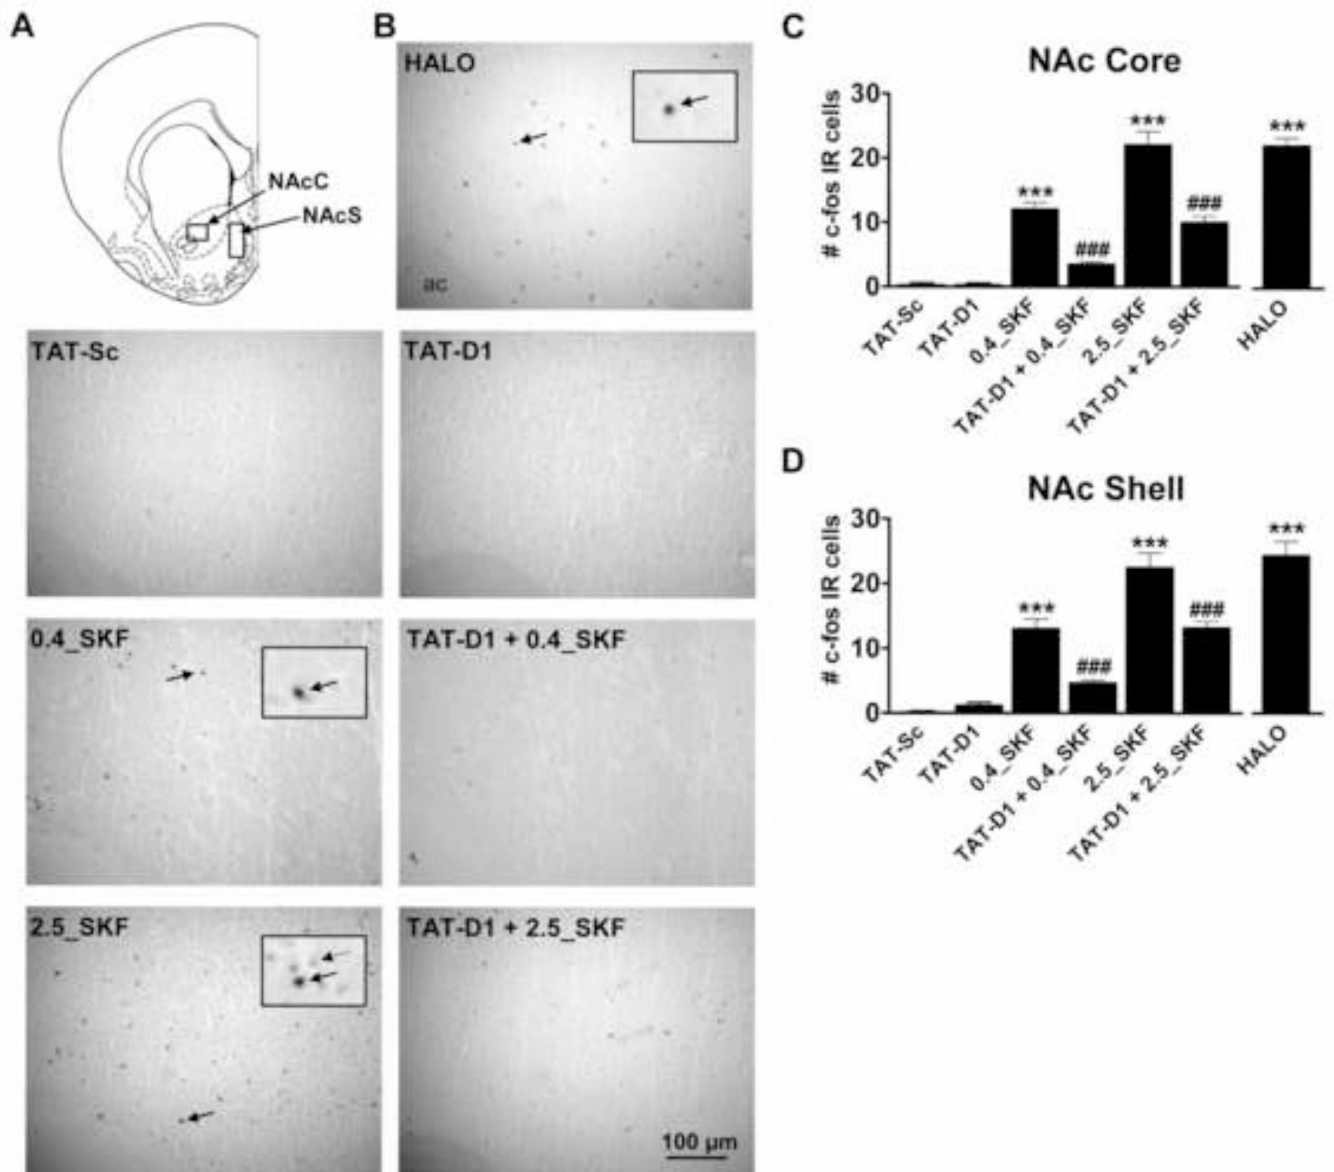 A
NAcC
NAcS
B
HALO
ac
TAT-Sc
TAT-D1
0.4_SKF
TAT-D1 + 0.4_SKF
2.5_SKF
TAT-D1 + 2.5_SKF
100 µm
C
NAc Core
# c-fos IR cells
30
20
10
0
***
###
***
###
***
TAT-Sc
TAT-D1
0.4_SKF
TAT-D1 + 0.4_SKF
2.5_SKF
TAT-D1 + 2.5_SKF
HALO
D
NAc Shell
# c-fos IR cells
30
20
10
0
***
###
***
###
***
TAT-Sc
TAT-D1
0.4_SKF
TAT-D1 + 0.4_SKF
2.5_SKF
TAT-D1 + 2.5_SKF
HALO